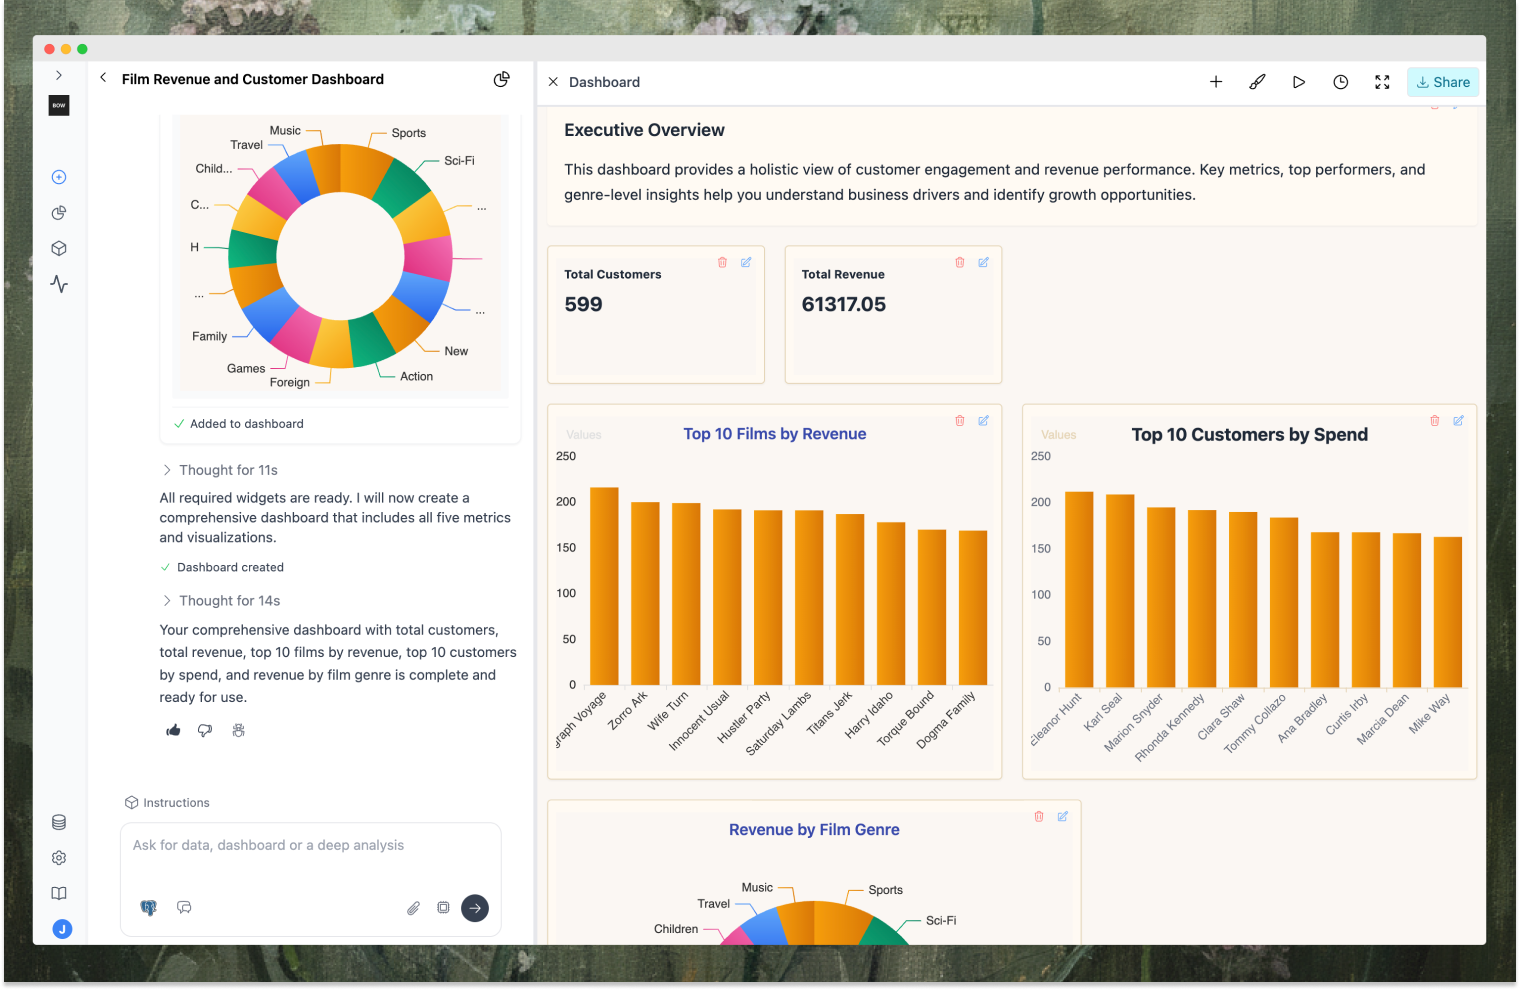 BOW
Film Revenue and Customer Dashboard
Music
Sports
Travel
Sci-Fi
Child...
C...
...
H
...
...
Family
New
Games
Action
Foreign
Added to dashboard
Thought for 11s
All required widgets are ready. I will now create a
comprehensive dashboard that includes all five metrics
and visualizations.
Dashboard created
Thought for 14s
Your comprehensive dashboard with total customers,
total revenue, top 10 films by revenue, top 10 customers
by spend, and revenue by film genre is complete and
ready for use.
Instructions
Ask for data, dashboard or a deep analysis
J
Dashboard
Share
Executive Overview
This dashboard provides a holistic view of customer engagement and revenue performance. Key metrics, top performers, and
genre-level insights help you understand business drivers and identify growth opportunities.
Total Customers
599
Total Revenue
61317.05
Values
Top 10 Films by Revenue
250
200
150
100
50
0
graph Voyage
Zorro Ark
Wife Turn
Innocent Usual
Hustler Party
Saturday Lambs
Titans Jerk
Harry Idaho
Torque Bound
Dogma Family
Values
Top 10 Customers by Spend
250
200
150
100
50
0
Eleanor Hunt
Karl Seal
Marion Snyder
Rhonda Kennedy
Clara Shaw
Tommy Collazo
Ana Bradley
Curtis Irby
Marcia Dean
Mike Way
Revenue by Film Genre
Music
Sports
Travel
Sci-Fi
Children